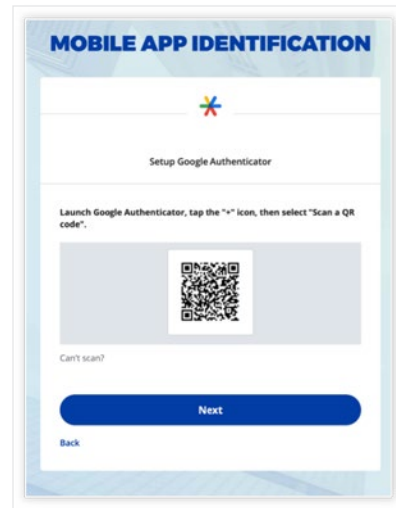 MOBILE APP IDENTIFICATION
Setup Google Authenticator
Launch Google Authenticator, tap the "+" icon, then select "Scan a QR
code".
Can't scan?
Next
Back